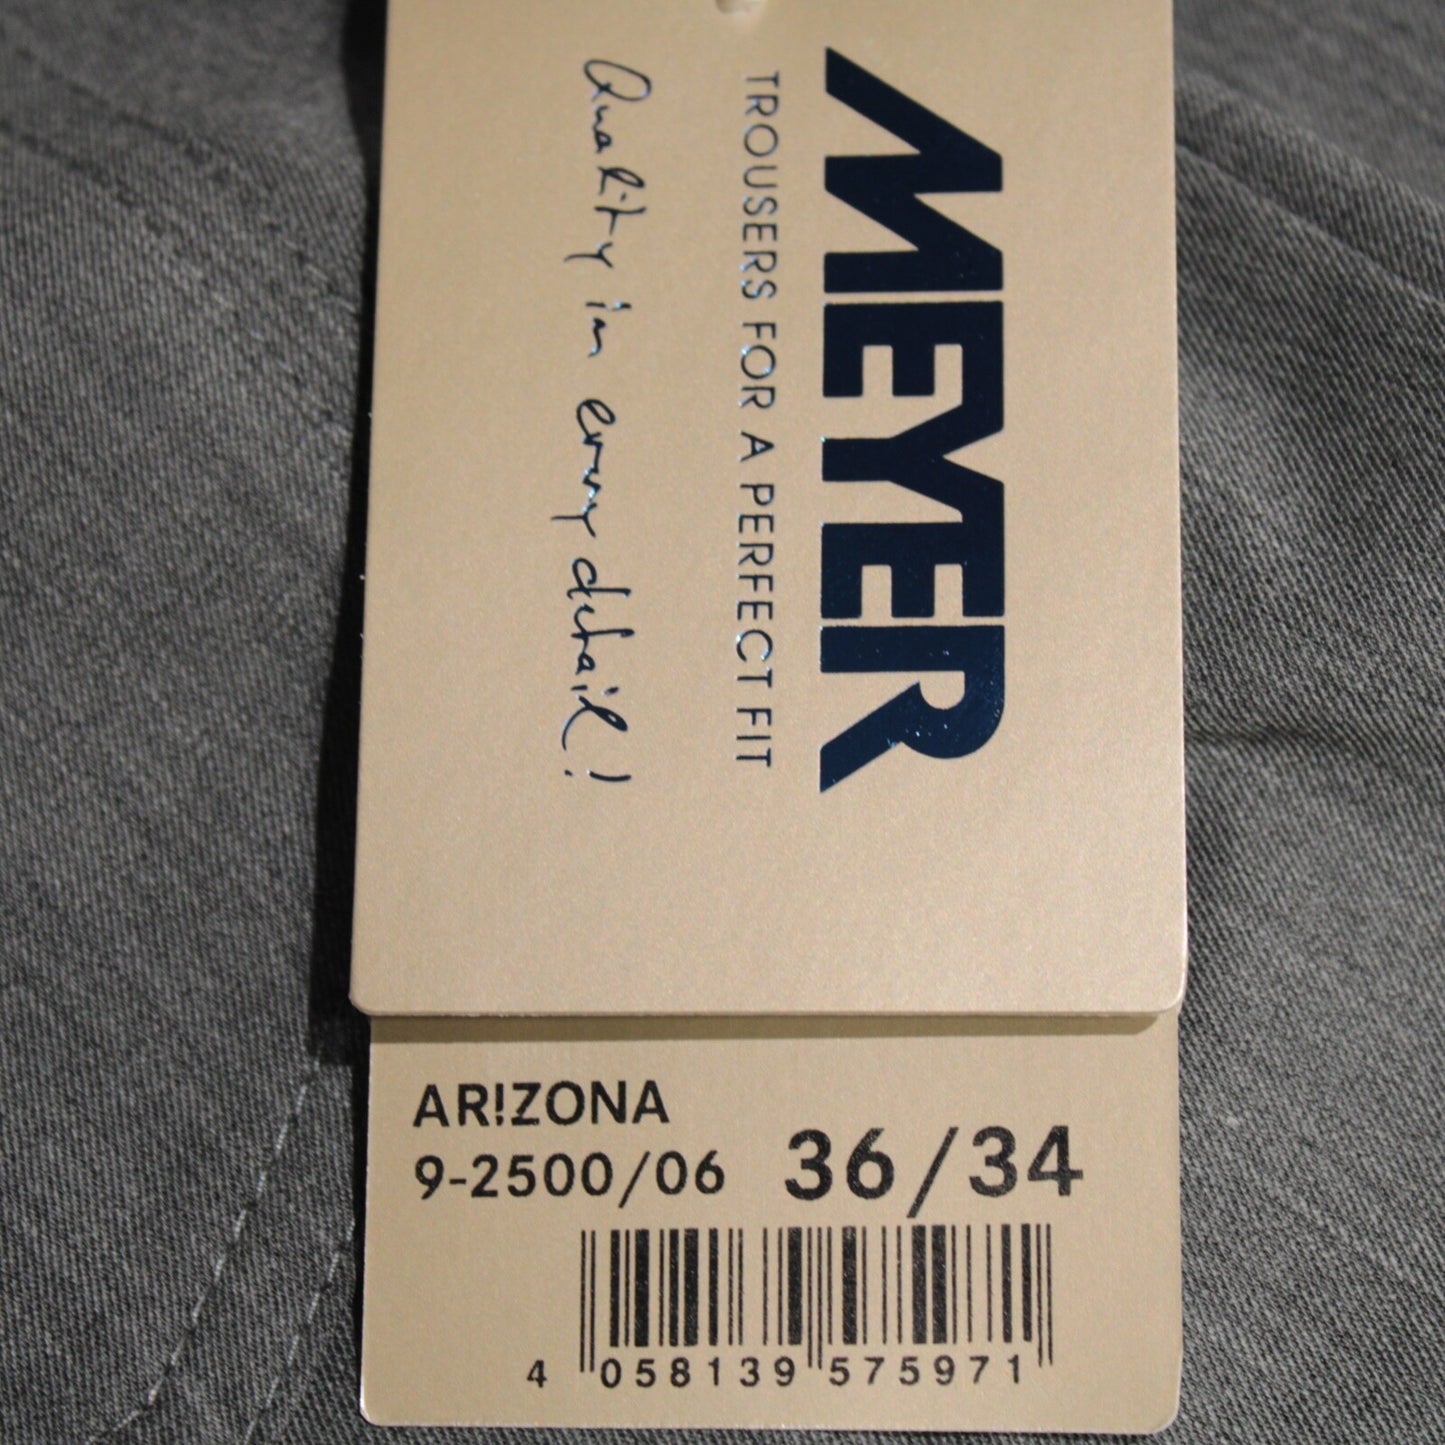 MEYER
TROUSERS FOR A PERFECT FIT
Quality in every detail!
AR!ZONA
9-2500/06 36/34
4 058139 575971